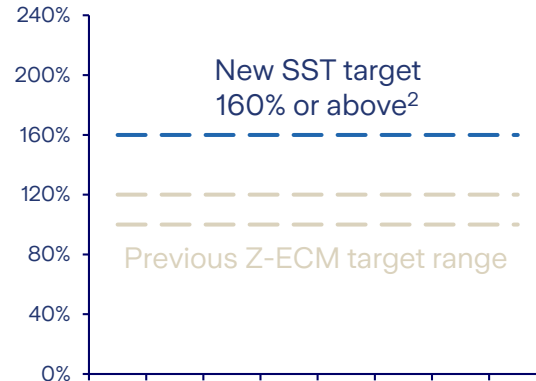 240%
200%
New SST target
160% or above²
160%
120%
80%
Previous Z-ECM target range
40%
0%